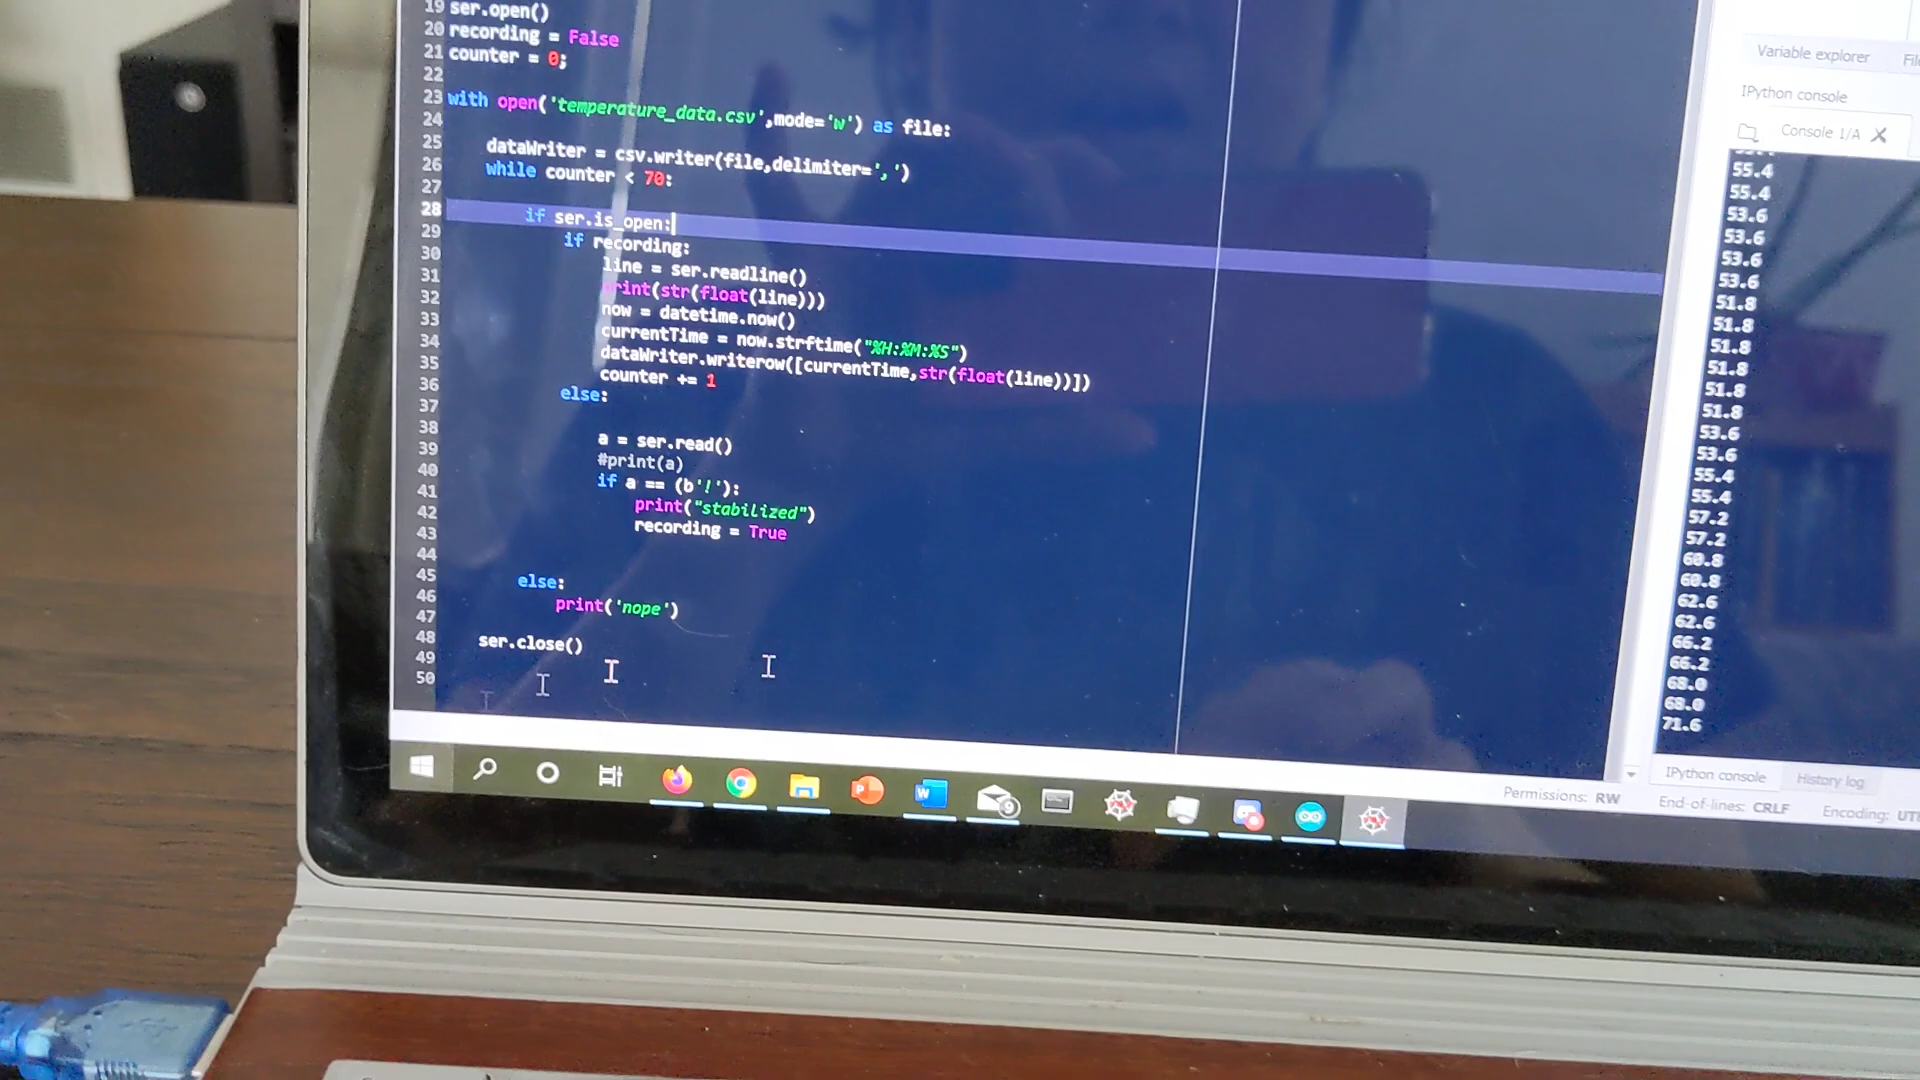 19 ser.open()
20 recording = False
21 counter = 0;
22
23 with open('temperature_data.csv',mode='w') as file:
24
25 dataWriter = csv.writer(file,delimiter=',')
26 while counter < 70:
27
28 if ser.is_open:
29 if recording:
30 line = ser.readline()
31 print(str(float(line)))
32 now = datetime.now()
33 currentTime = now.strftime("%H:%M:%S")
34 dataWriter.writerow([currentTime,str(float(line))])
35 counter += 1
36 else:
37
38 a = ser.read()
39 #print(a)
40 if a == (b'!'):
41 print("stabilized")
42 recording = True
43
44
45 else:
46 print('nope')
47
48 ser.close()
49
50
Variable explorer
IPython console
Console 1/A
55.4
55.4
53.6
53.6
53.6
53.6
51.8
51.8
51.8
51.8
51.8
51.8
53.6
53.6
55.4
55.4
57.2
57.2
60.8
60.8
62.6
62.6
66.2
66.2
68.0
68.0
71.6
IPython console History log
Permissions: RW End-of-lines: CRLF Encoding:
P W 9